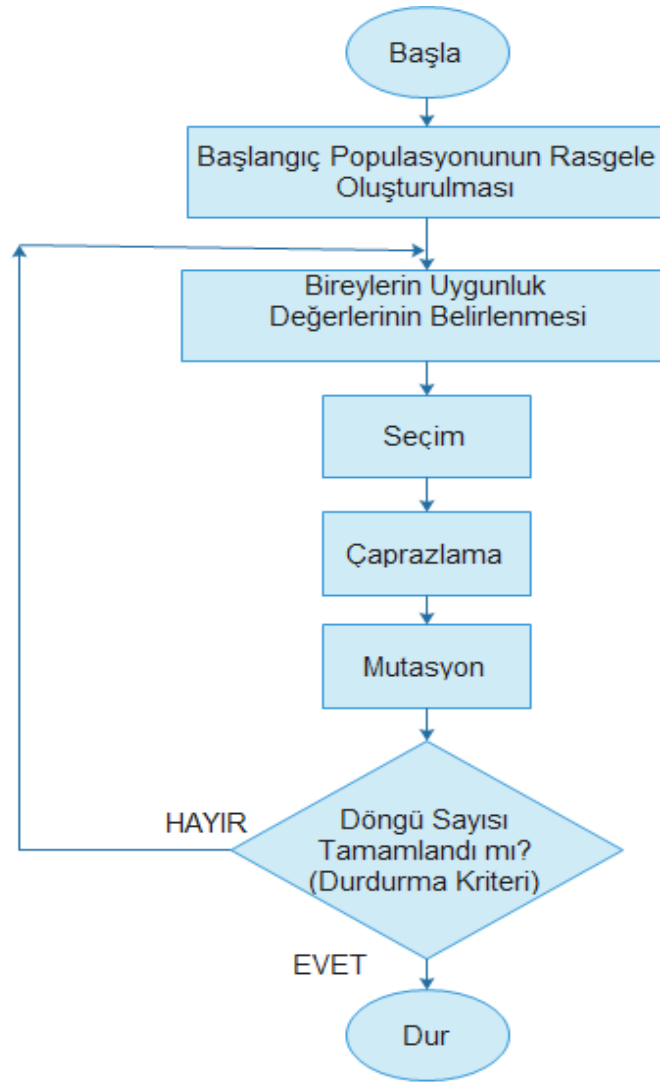 Başla
Başlangıç Populasyonunun Rasgele
Oluşturulması
Bireylerin Uygunluk
Değerlerinin Belirlenmesi
Seçim
Çaprazlama
Mutasyon
HAYIR
Döngü Sayısı
Tamamlandı mı?
(Durdurma Kriteri)
EVET
Dur